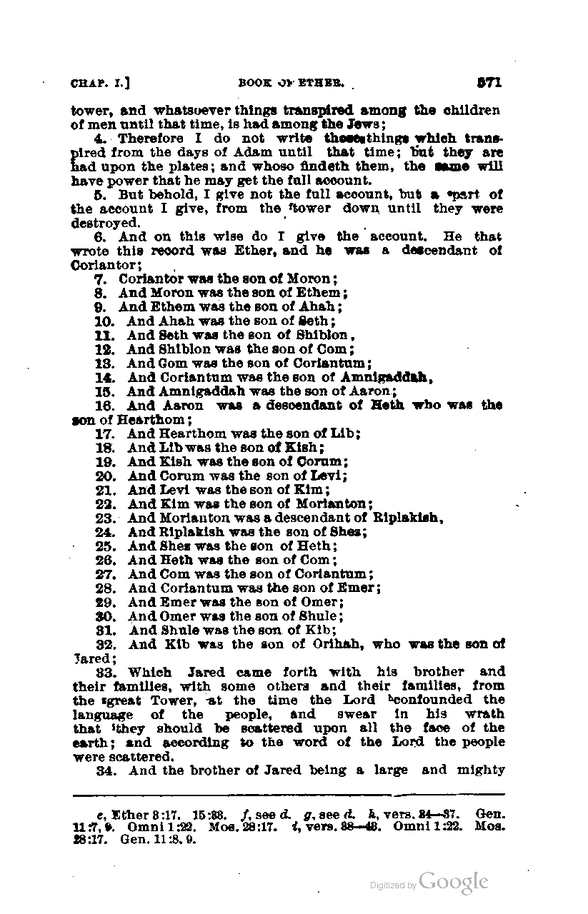 CHAP. I.] BOOK OF ETHER. 571
tower, and whatsoever things transpired among the children
of men until that time, is had among the Jews;
4. Therefore I do not write those things which trans-
pired from the days of Adam until that time; but they are
had upon the plates; and whoso findeth them, the same will
have power that he may get the full account.
5. But behold, I give not the full account, but a part of
the account I give, from the tower down until they were
destroyed.
6. And on this wise do I give the account. He that
wrote this record was Ether, and he was a descendant of
Coriantor;
7. Coriantor was the son of Moron;
8. And Moron was the son of Ethem;
9. And Ethem was the son of Ahah;
10. And Ahah was the son of Seth;
11. And Seth was the son of Shiblon,
12. And Shiblon was the son of Com;
13. And Com was the son of Coriantum;
14. And Coriantum was the son of Amnigaddah,
15. And Amnigaddah was the son of Aaron;
16. And Aaron was a descendant of Heth who was the
son of Hearthom;
17. And Hearthom was the son of Lib;
18. And Lib was the son of Kish;
19. And Kish was the son of Corum;
20. And Corum was the son of Levi;
21. And Levi was the son of Kim;
22. And Kim was the son of Morianton;
23. And Morianton was a descendant of Riplakish,
24. And Riplakish was the son of Shez;
25. And Shez was the son of Heth;
26. And Heth was the son of Com;
27. And Com was the son of Coriantum;
28. And Coriantum was the son of Emer;
29. And Emer was the son of Omer;
30. And Omer was the son of Shule;
31. And Shule was the son of Kib;
32. And Kib was the son of Orihah, who was the son of
Jared;
33. Which Jared came forth with his brother and
their families, with some others and their families, from
the ᵍgreat Tower, at the time the Lord ʰconfounded the
language of the people, and swear in his wrath
that ⁱthey should be scattered upon all the face of the
earth; and according to the word of the Lord the people
were scattered.
34. And the brother of Jared being a large and mighty
e, Ether 8:17. 15:33. f, see d. g, see d. h, vers. 34—37. Gen.
11:7, 9. Omni 1:22. Mos. 28:17. i, vers. 38—43. Omni 1:22. Mos.
28:17. Gen. 11:8, 9.
Digitized by Google